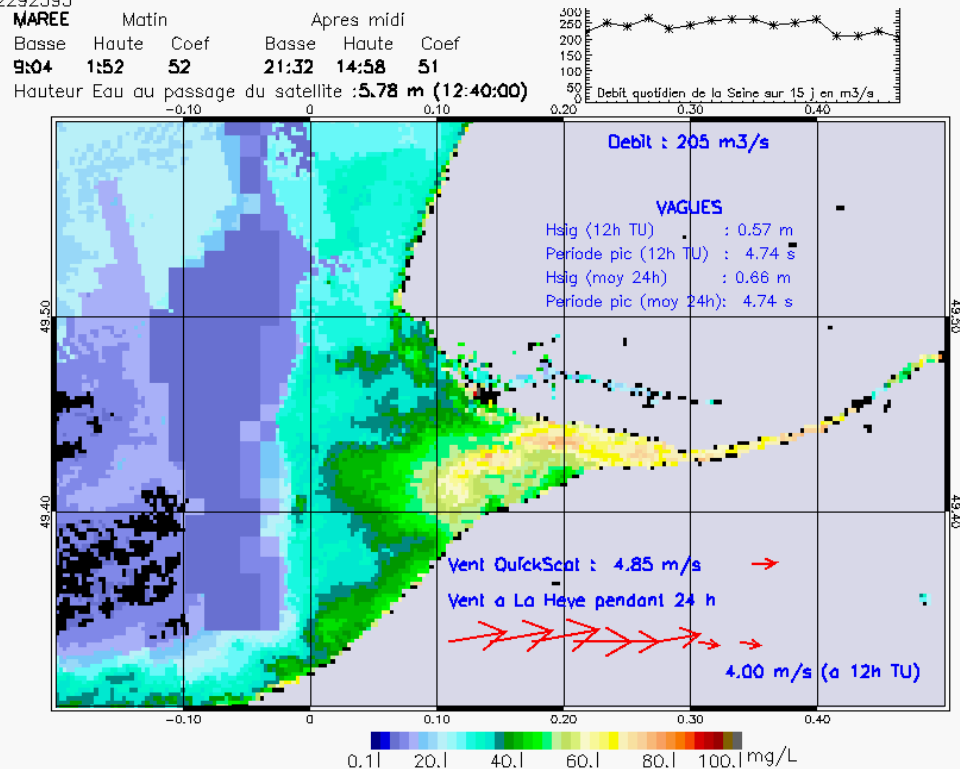 MAREE Matin Apres midi
Basse Haute Coef Basse Haute Coef
9:04 1:52 52 21:32 14:58 51
Hauteur Eau au passage du satellite :5.78 m (12:40:00)
300
250
200
150
100
50
0
Debit quotidien de la Seine sur 15 j en m3/s
-0.10 0 0.10 0.20 0.30 0.40
Debit : 205 m3/s
VAGUES
Hsig (12h TU) : 0.57 m
Periode pic (12h TU) : 4.74 s
Hsig (moy 24h) : 0.66 m
Periode pic (moy 24h): 4.74 s
49.50 49.50
49.40 49.40
Vent QuickScat : 4.85 m/s
Vent a La Heve pendant 24 h
4.00 m/s (a 12h TU)
-0.10 0 0.10 0.20 0.30 0.40
0.1| 20.| 40.| 60.| 80.| 100.| mg/L